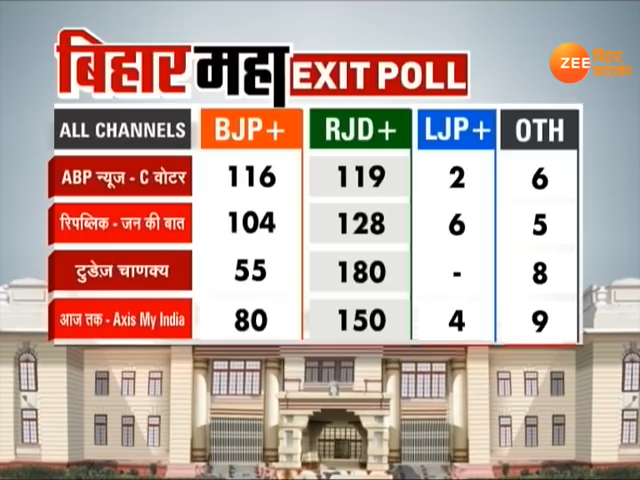 बिहार महा EXIT POLL
ZEE बिहार झारखण्ड
ALL CHANNELS BJP+ RJD+ LJP+ OTH
ABP न्यूज - C वोटर 116 119 2 6
रिपब्लिक - जन की बात 104 128 6 5
टुडेज़ चाणक्य 55 180 - 8
आज तक - Axis My India 80 150 4 9